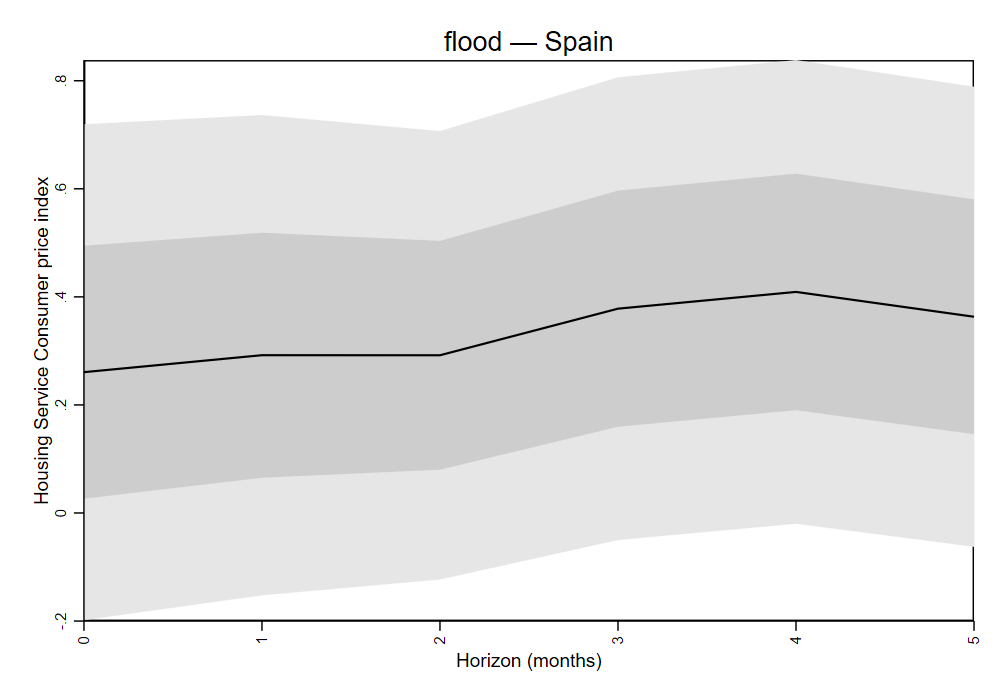 flood — Spain
Housing Service Consumer price index
.8
.6
.4
.2
0
-.2
0 1 2 3 4 5
Horizon (months)